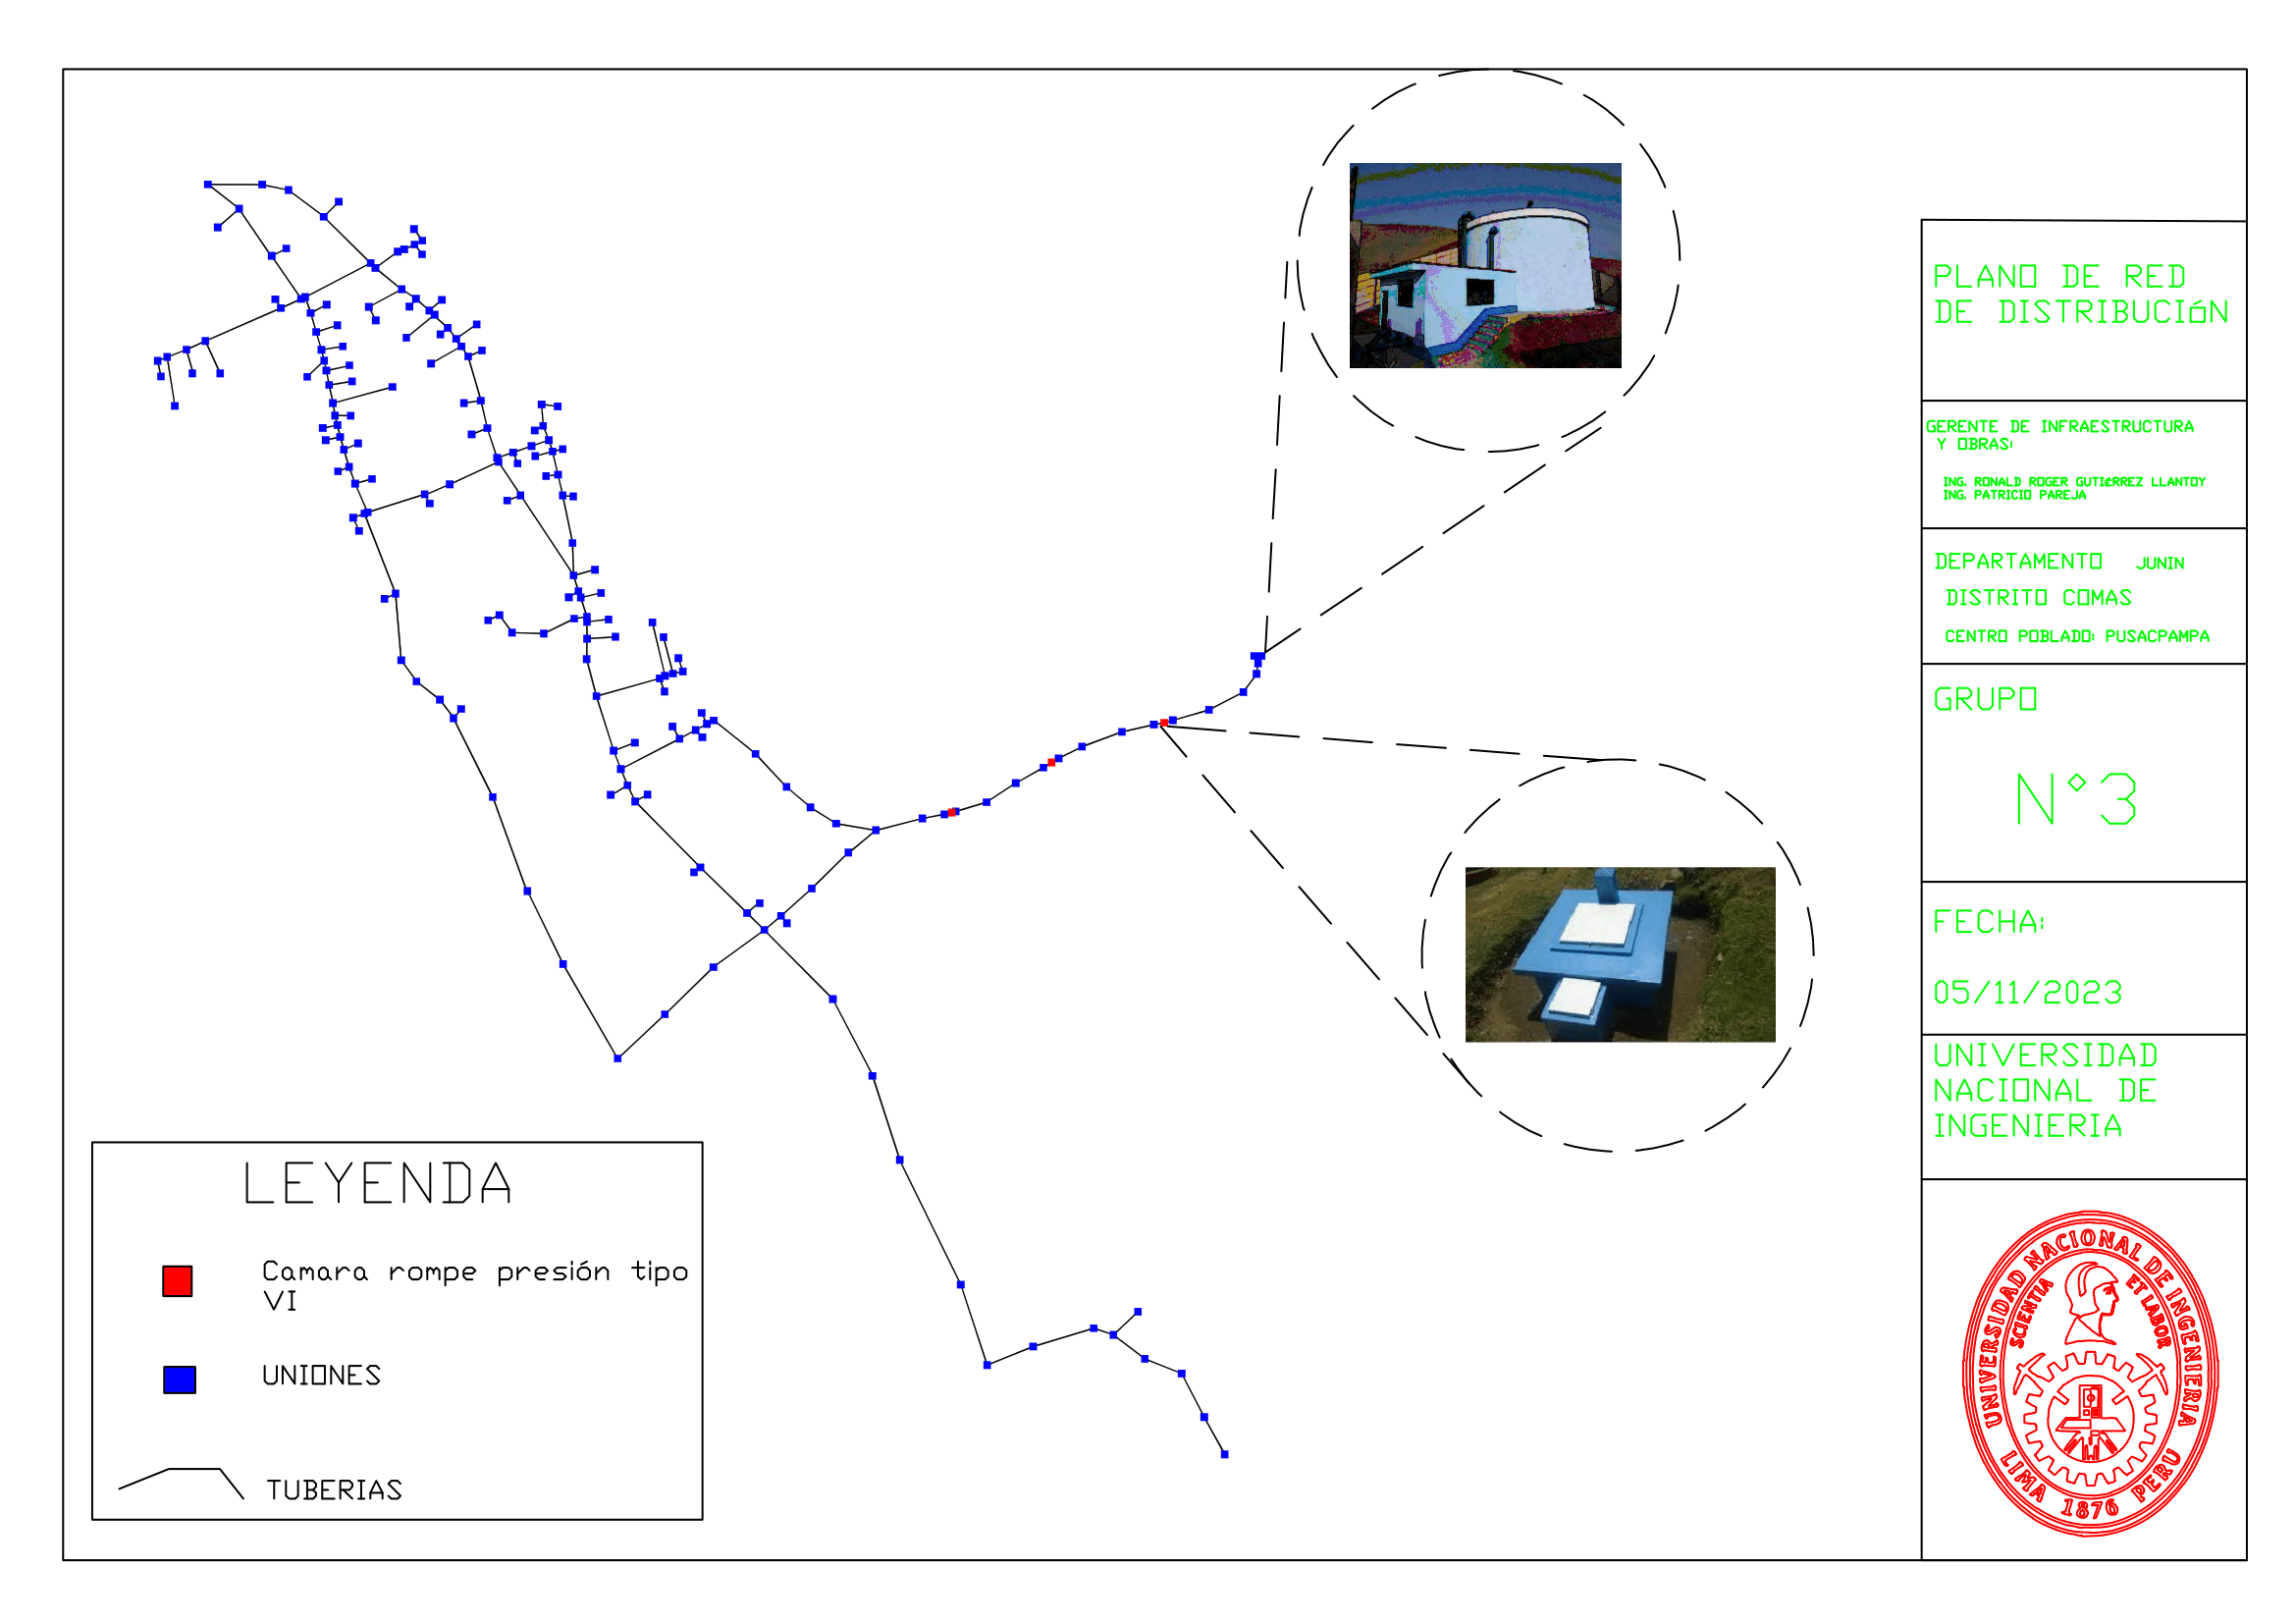 PLANO DE RED
DE DISTRIBUCIóN
GERENTE DE INFRAESTRUCTURA
Y OBRAS:
ING. RONALD ROGER GUTIéRREZ LLANTOY
ING. PATRICIO PAREJA
DEPARTAMENTO JUNIN
DISTRITO COMAS
CENTRO POBLADO: PUSACPAMPA
GRUPO
N°3
FECHA:
05/11/2023
UNIVERSIDAD
NACIONAL DE
INGENIERIA
LEYENDA
Camara rompe presión tipo
VI
UNIONES
TUBERIAS
UNIVERSIDAD NACIONAL DE INGENIERIA
SCIENTIA ET LABOR
LIMA 1876 PERU